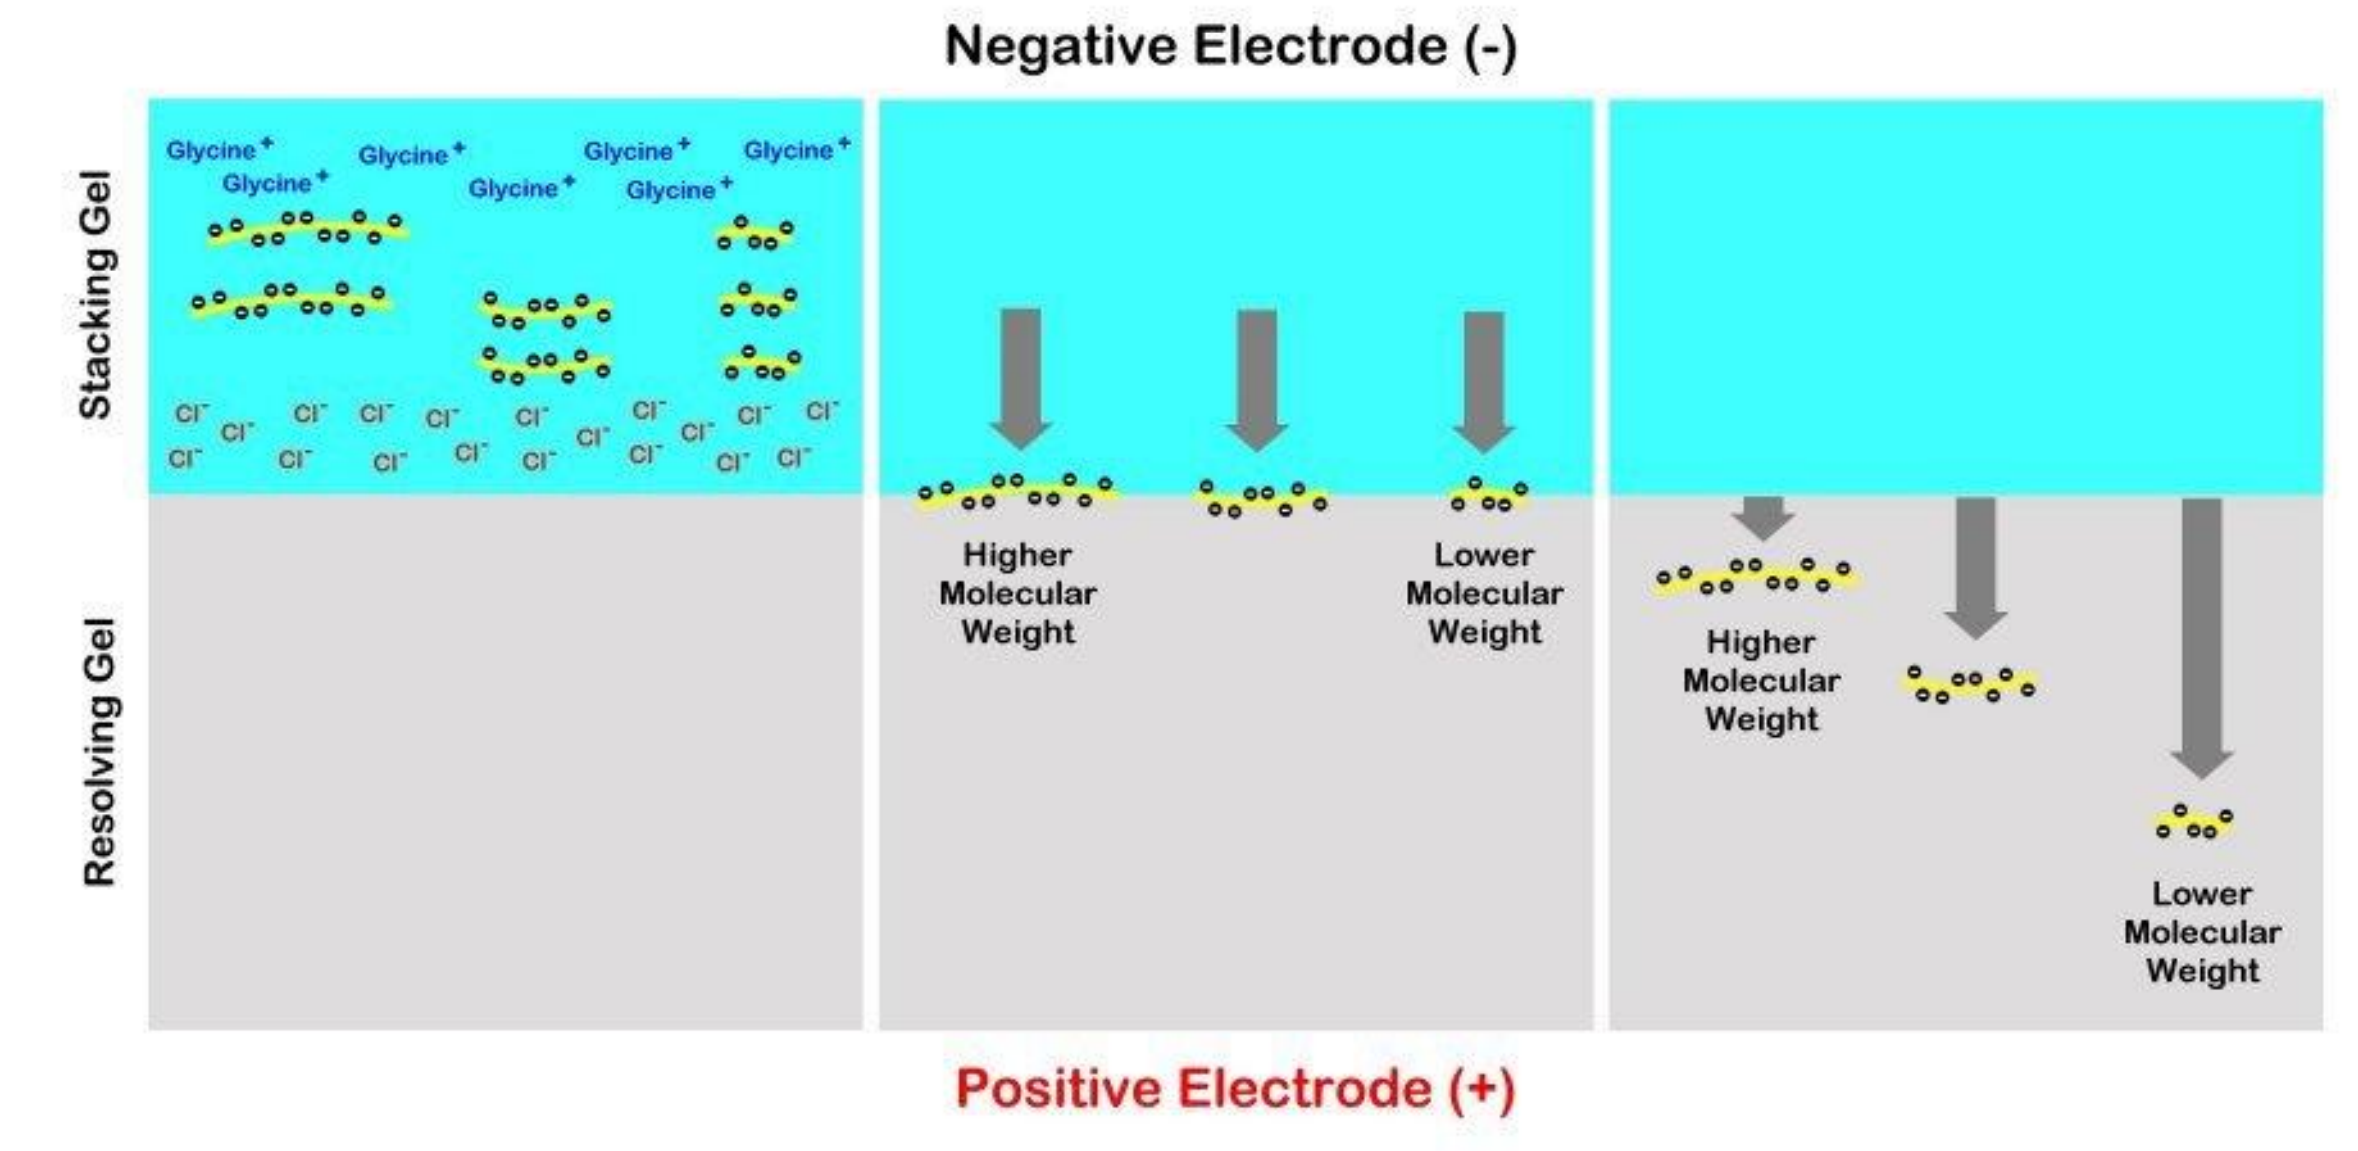 Negative Electrode (-)
Stacking Gel
Resolving Gel
Glycine⁺
Glycine⁺
Glycine⁺
Glycine⁺
Glycine⁺
Glycine⁺
Glycine⁺
Cl⁻ Cl⁻ Cl⁻ Cl⁻ Cl⁻ Cl⁻ Cl⁻ Cl⁻
Cl⁻ Cl⁻ Cl⁻
Cl⁻ Cl⁻ Cl⁻ Cl⁻ Cl⁻ Cl⁻ Cl⁻ Cl⁻
Higher
Molecular
Weight
Lower
Molecular
Weight
Higher
Molecular
Weight
Lower
Molecular
Weight
Positive Electrode (+)